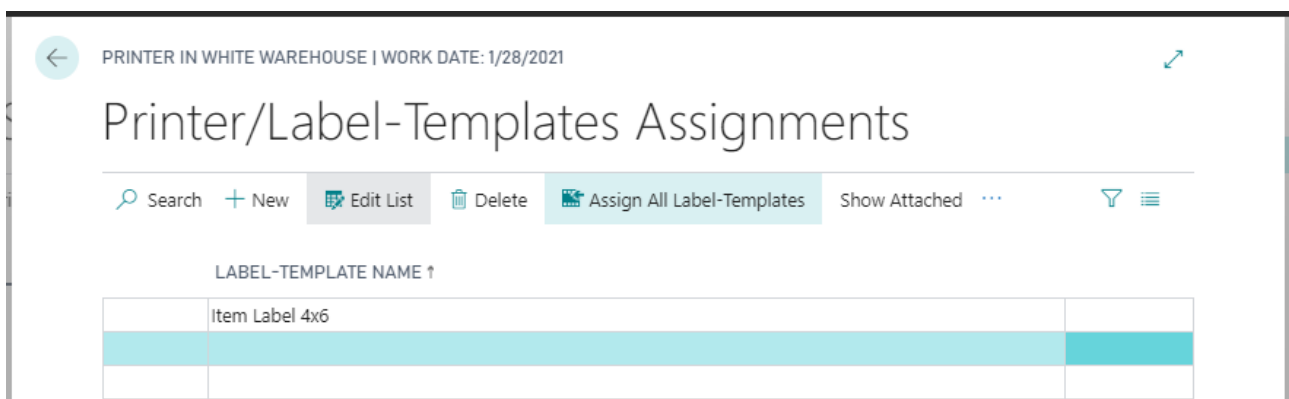 PRINTER IN WHITE WAREHOUSE | WORK DATE: 1/28/2021
Printer/Label-Templates Assignments
Search + New Edit List Delete Assign All Label-Templates Show Attached ...
LABEL-TEMPLATE NAME ↑
Item Label 4x6